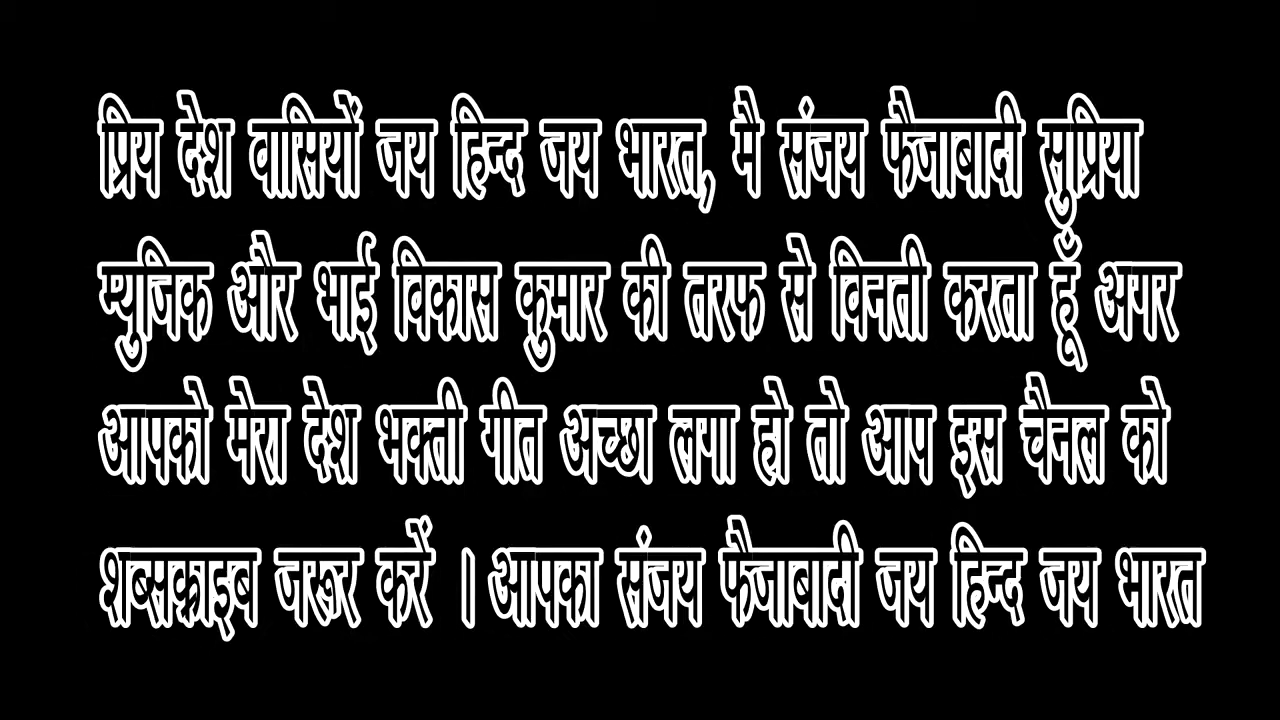 प्रिय देश वासियों जय हिन्द जय भारत, मै संजय फैजाबादी सुप्रिया
म्युजिक और भाई विकास कुमार की तरफ से विनती करता हूँ अगर
आपको मेरा देश भक्ती गीत अच्छा लगा हो तो आप इस चैनल को
शब्सक्राइब जरूर करें । आपका संजय फैजाबादी जय हिन्द जय भारत